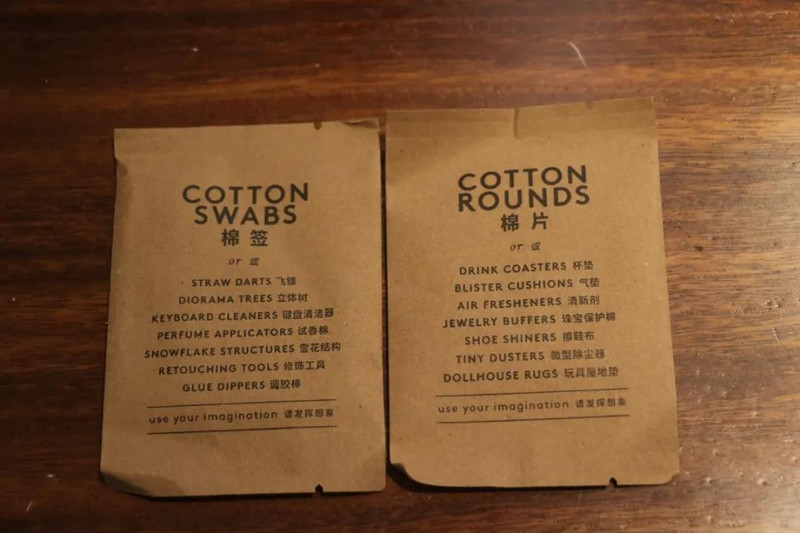 COTTON
SWABS
棉签
or 或
STRAW DARTS 飞镖
DIORAMA TREES 立体树
KEYBOARD CLEANERS 键盘清洁器
PERFUME APPLICATORS 试香棉
SNOWFLAKE STRUCTURES 雪花结构
RETOUCHING TOOLS 修饰工具
GLUE DIPPERS 调胶棒
use your imagination 请发挥想象
COTTON
ROUNDS
棉片
or 或
DRINK COASTERS 杯垫
BLISTER CUSHIONS 气垫
AIR FRESHENERS 清新剂
JEWELRY BUFFERS 珠宝保护棉
SHOE SHINERS 擦鞋布
TINY DUSTERS 微型除尘器
DOLLHOUSE RUGS 玩具屋地垫
use your imagination 请发挥想象